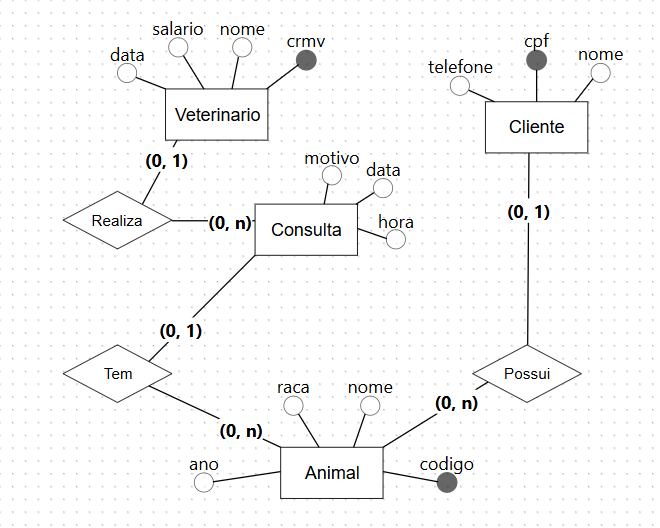 salario
nome
crmv
data
Veterinario
cpf
telefone
nome
Cliente
(0, 1)
motivo
data
hora
Realiza
(0, n)
Consulta
(0, 1)
(0, 1)
Tem
Possui
raca
nome
(0, n)
(0, n)
ano
codigo
Animal